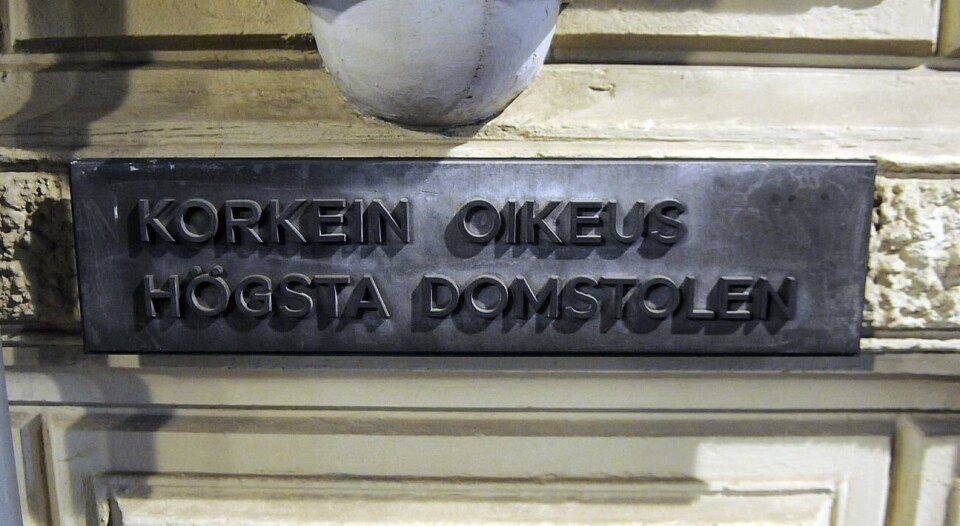 KORKEIN OIKEUS
HÖGSTA DOMSTOLEN